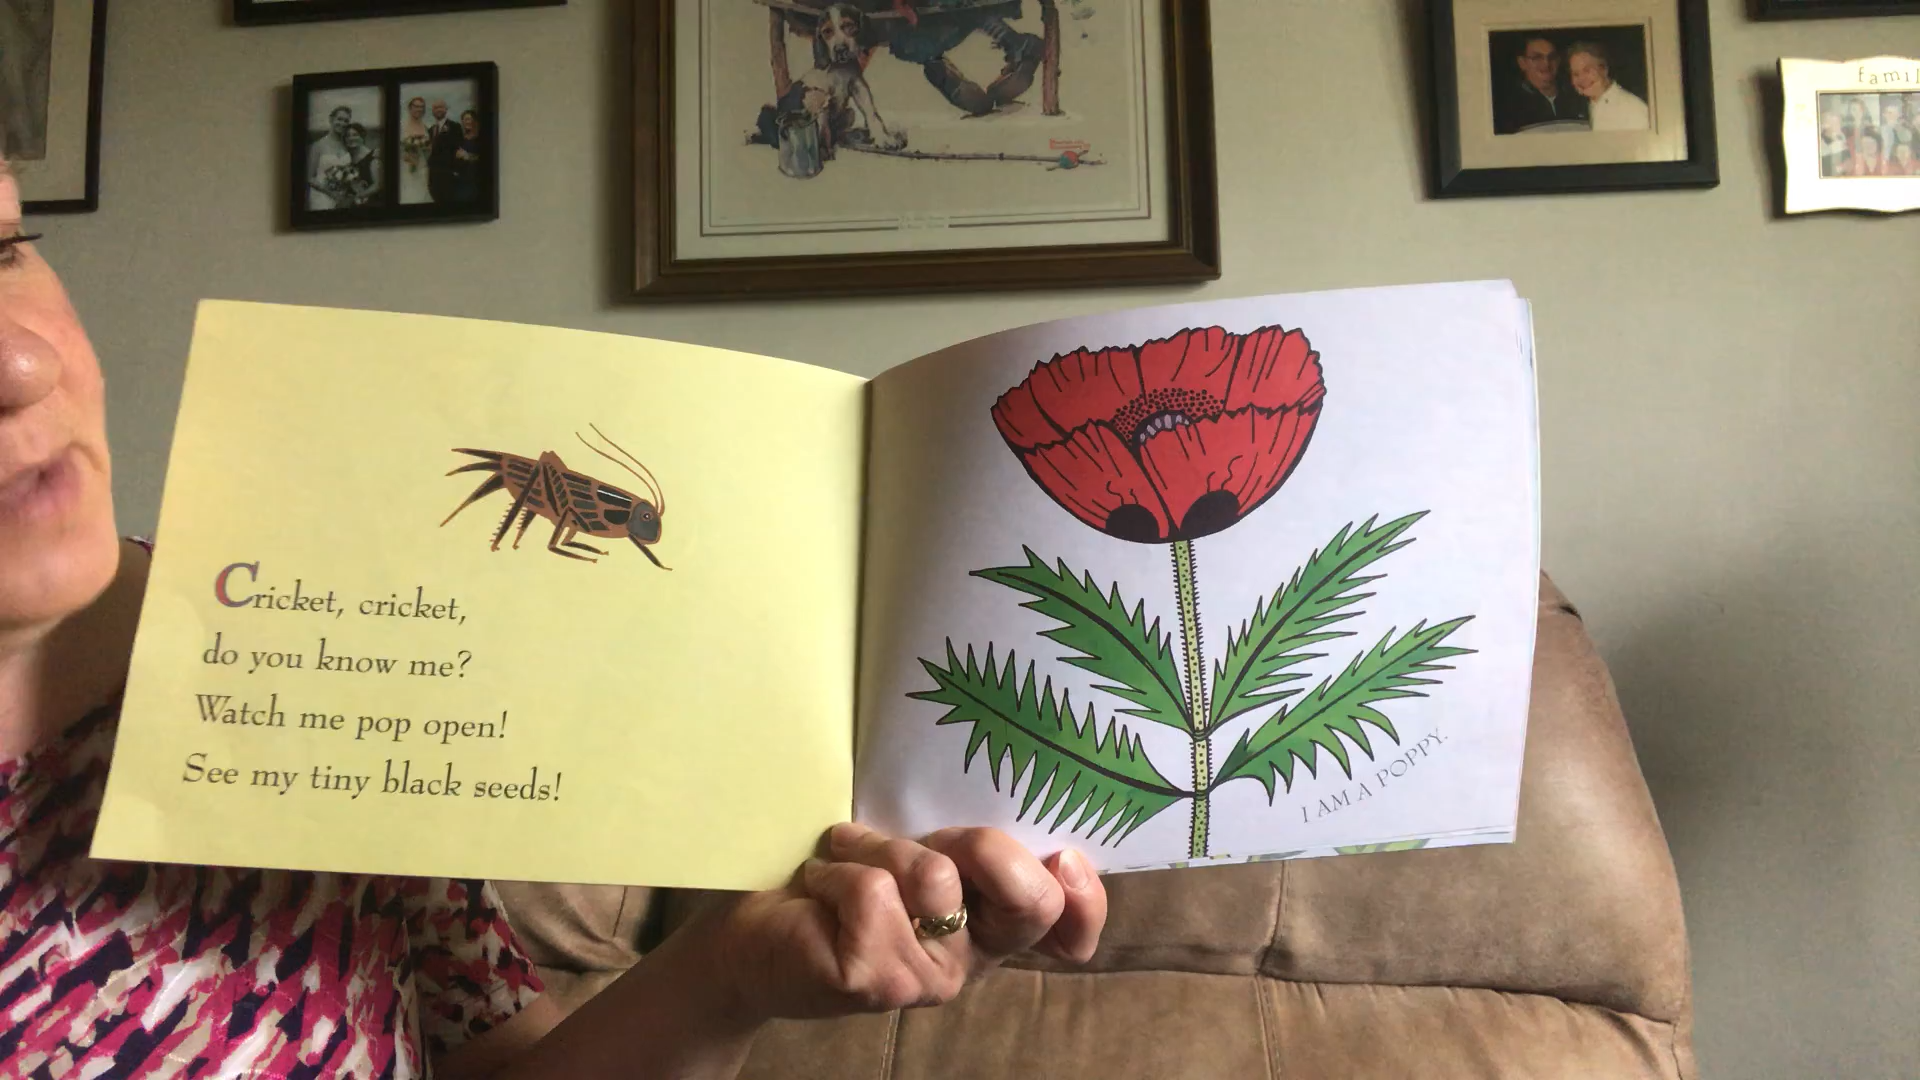 Famil
Cricket, cricket,
do you know me?
Watch me pop open!
See my tiny black seeds!
I AM A POPPY.